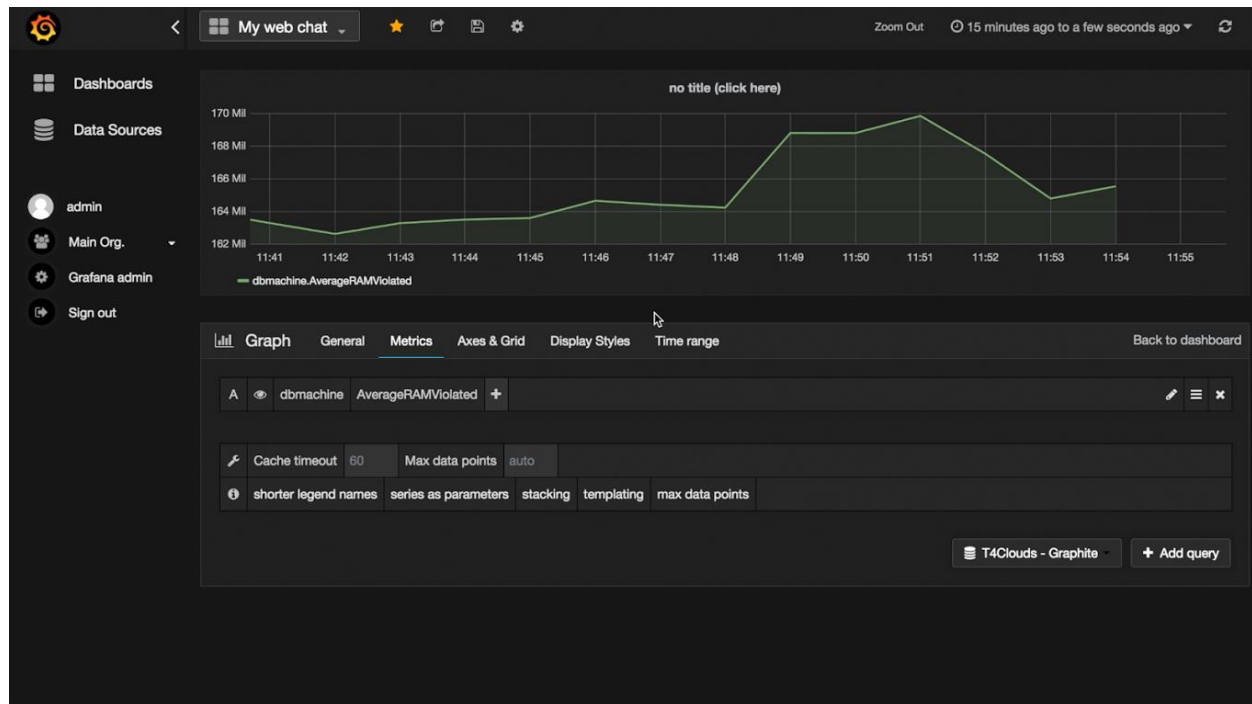 My web chat
Zoom Out
15 minutes ago to a few seconds ago
Dashboards
Data Sources
admin
Main Org.
Grafana admin
Sign out
no title (click here)
170 Mil
168 Mil
166 Mil
164 Mil
162 Mil
11:41 11:42 11:43 11:44 11:45 11:46 11:47 11:48 11:49 11:50 11:51 11:52 11:53 11:54 11:55
dbmachine.AverageRAMViolated
Graph General Metrics Axes & Grid Display Styles Time range Back to dashboard
A dbmachine AverageRAMViolated +
Cache timeout 60 Max data points auto
shorter legend names series as parameters stacking templating max data points
T4Clouds - Graphite + Add query